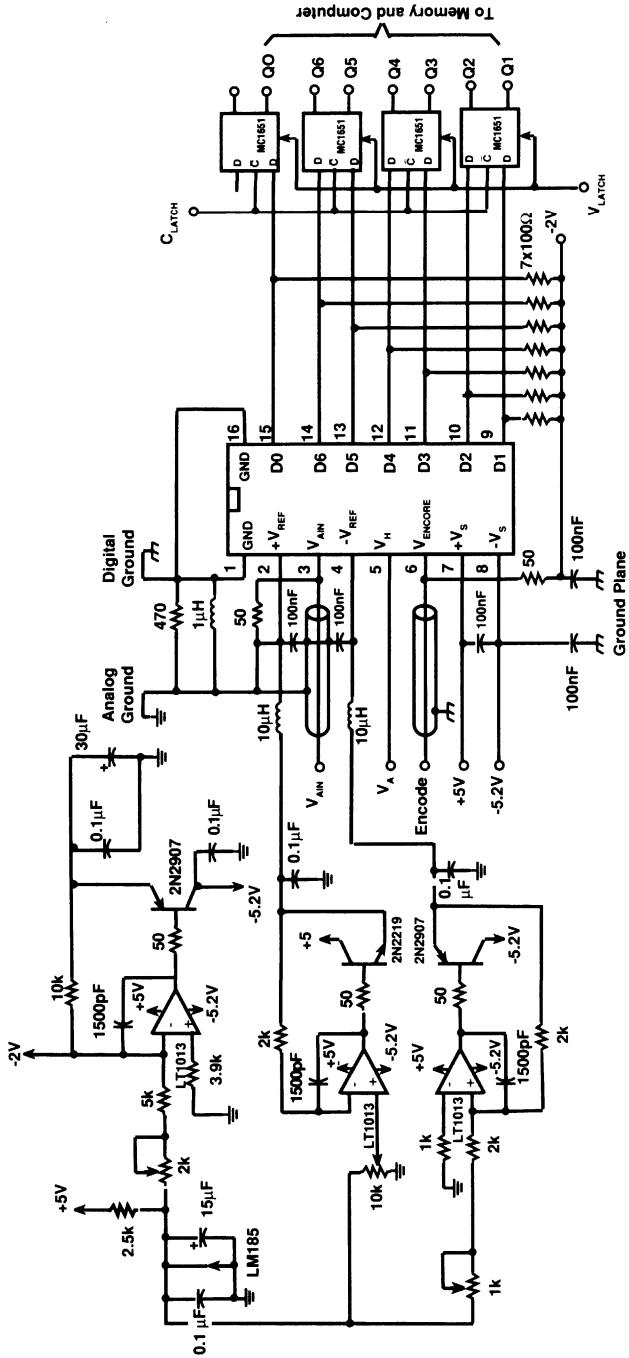 -2V
10k
30µF
+
0.1µF
1500pF
+5V
-
+
-5.2V
50
2N2907
0.1µF
-5.2V
LT1013
3.9k
5k
2k
+5V
2.5k
15µF
+
LM185
0.1 µF
2k
1500pF
+5V
-
+
-5.2V
LT1013
10k
50
+5
2N2219
0.1µF
2N2907
50
-5.2V
0.1 µF
+5V
-
+
-5.2V
1k
LT1013
2k
1500pF
2k
1k
Analog Ground
Digital Ground
470
1µH
50
100nF
100nF
10µH
10µH
VAIN
VA
Encode
+5V
-5.2V
100nF
50
100nF
100nF
Ground Plane
1 GND
2 +VREF
3 VAIN
4 -VREF
5 VH
6 VENCORE
7 +VS
8 -VS
GND 16
D0 15
D6 14
D5 13
D4 12
D3 11
D2 10
D1 9
7x100Ω
-2V
CLATCH
VLATCH
D
C
D
MC1651
Q0
D
C
D
MC1651
Q6
Q5
D
C̄
D
MC1651
Q4
Q3
D
C̄
D
MC1651
Q2
Q1
To Memory and Computer